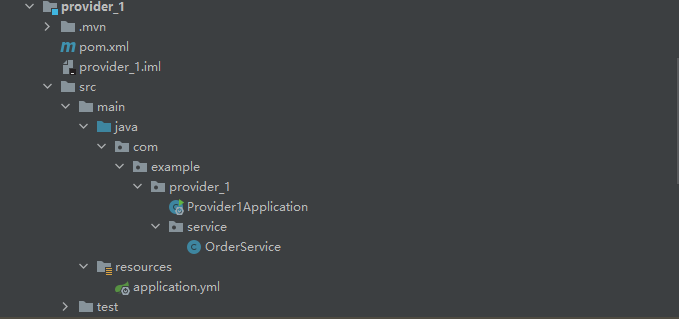 provider_1
.mvn
pom.xml
provider_1.iml
src
main
java
com
example
provider_1
Provider1Application
service
OrderService
resources
application.yml
test